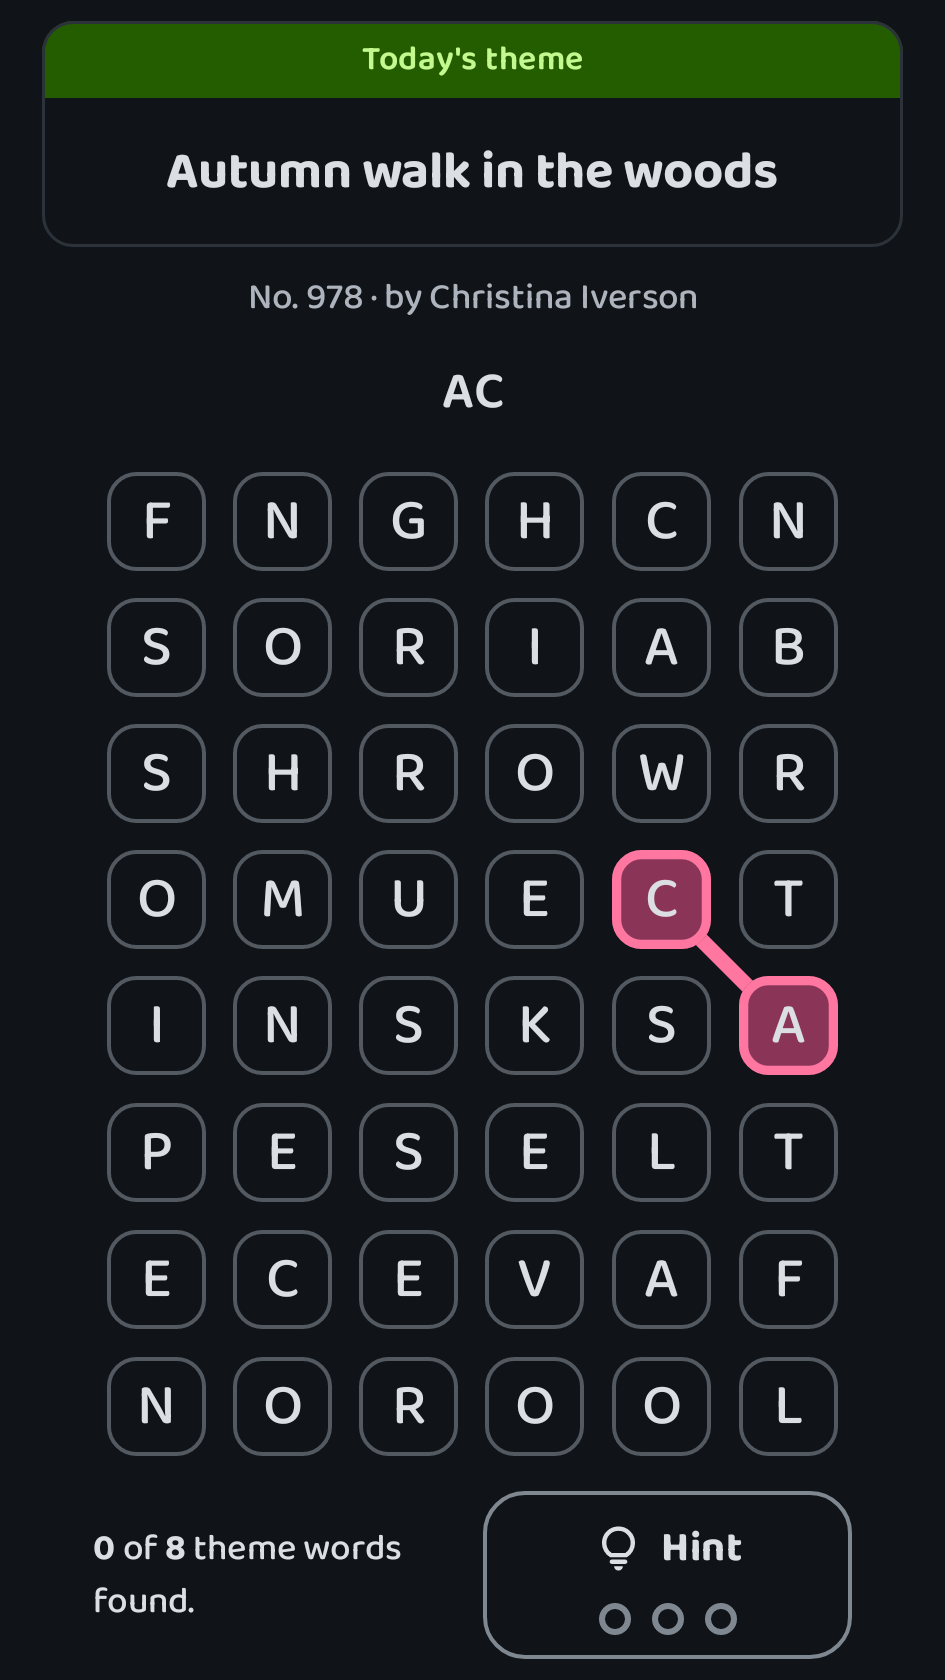 Today's theme
Autumn walk in the woods
No. 978 · by Christina Iverson
AC
F N G H C N
S O R I A B
S H R O W R
O M U E C T
I N S K S A
P E S E L T
E C E V A F
N O R O O L
0 of 8 theme words
found.
Hint